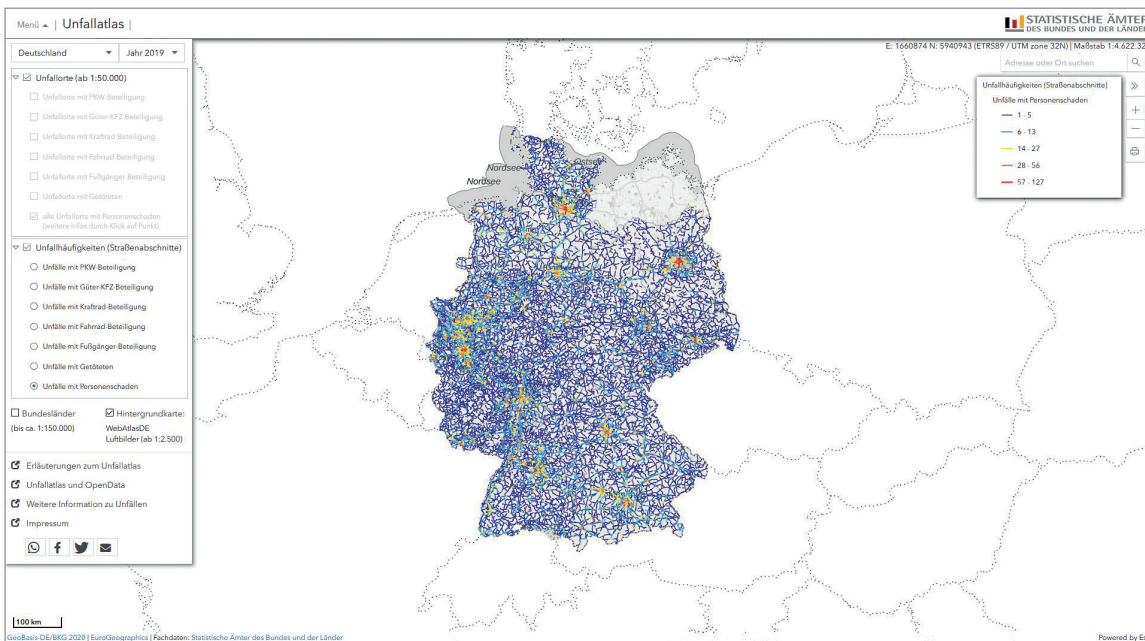 Menü | Unfallatlas |
STATISTISCHE ÄMTER
DES BUNDES UND DER LÄNDER
Deutschland Jahr 2019
E: 1660874 N: 5940943 (ETRS89 / UTM zone 32N) | Maßstab 1:4.622.32
Adresse oder Ort suchen
Unfallorte (ab 1:50.000)
Unfallorte mit PKW-Beteiligung
Unfallorte mit Güter-KFZ-Beteiligung
Unfallorte mit Kraftrad-Beteiligung
Unfallorte mit Fahrrad-Beteiligung
Unfallorte mit Fußgänger-Beteiligung
Unfallorte mit Getöteten
alle Unfallorte mit Personenschaden
(weitere Infos durch Klick auf Punkt)
Unfallhäufigkeiten (Straßenabschnitte)
Unfälle mit PKW-Beteiligung
Unfälle mit Güter-KFZ-Beteiligung
Unfälle mit Kraftrad-Beteiligung
Unfälle mit Fahrrad-Beteiligung
Unfälle mit Fußgänger-Beteiligung
Unfälle mit Getöteten
Unfälle mit Personenschaden
Bundesländer
(bis ca. 1:150.000)
Hintergrundkarte:
WebAtlasDE
Luftbilder (ab 1:2.500)
Erläuterungen zum Unfallatlas
Unfallatlas und OpenData
Weitere Information zu Unfällen
Impressum
Unfallhäufigkeiten (Straßenabschnitte)
Unfälle mit Personenschaden
1 - 5
6 - 13
14 - 27
28 - 56
57 - 127
Nordsee
Nordsee
100 km
GeoBasis-DE/BKG 2020 | EuroGeographics | Fachdaten: Statistische Ämter des Bundes und der Länder
Powered by